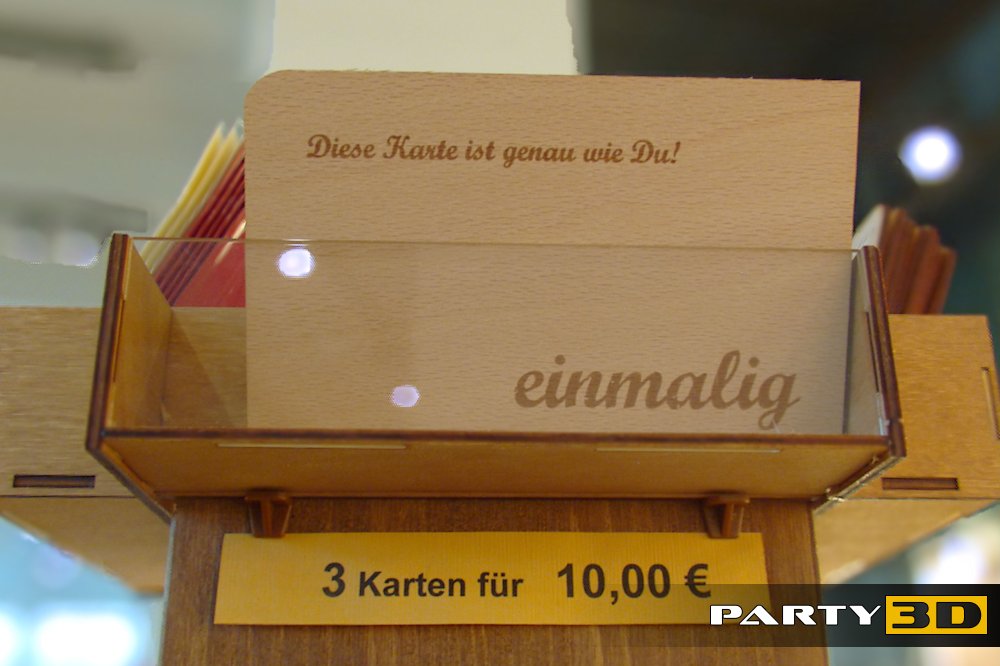 Diese Karte ist genau wie Du!
einmalig
3 Karten für 10,00 €
PARTY3D